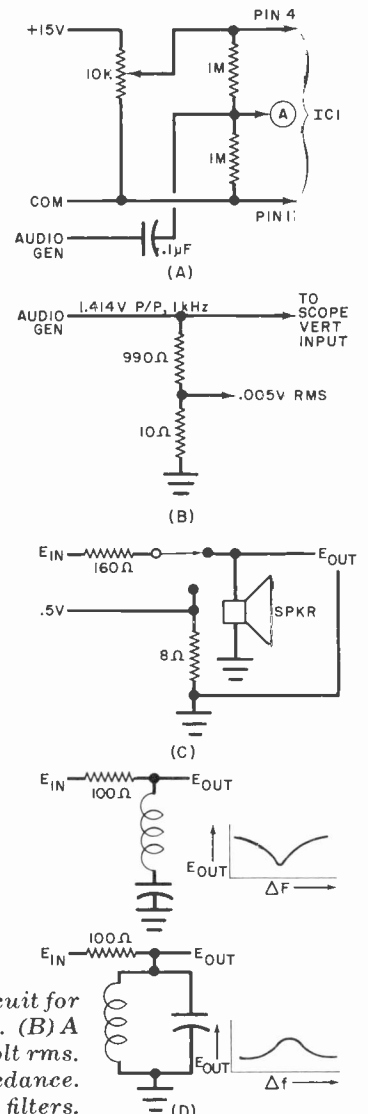 PIN 4
+15V
10K
1M
A
IC1
1M
COM
PIN 1
AUDIO
GEN
.1µF
(A)
AUDIO
GEN
1.414V P/P, 1kHz
TO
SCOPE
VERT
INPUT
990Ω
.005V RMS
10Ω
(B)
EIN
160Ω
EOUT
.5V
SPKR
8Ω
(C)
EIN
100Ω
EOUT
EOUT
ΔF
EIN
100Ω
EOUT
EOUT
Δf
(D)
cuit for
. (B) A
olt rms.
edance.
filters.